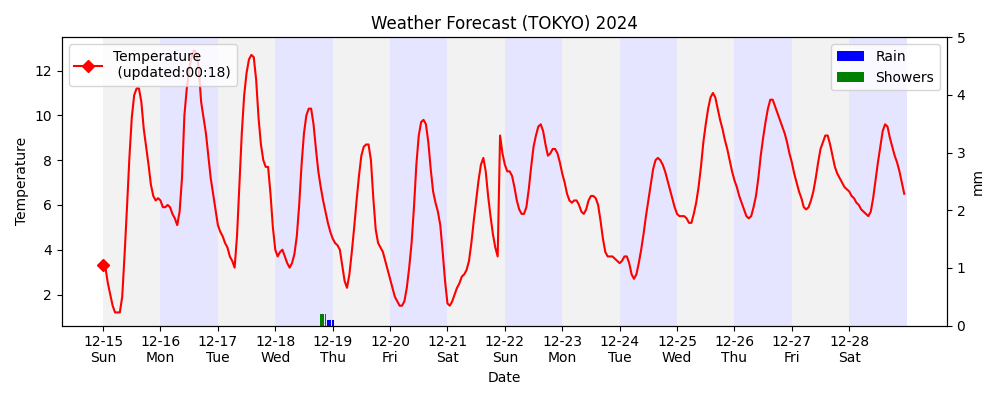 Weather Forecast (TOKYO) 2024
Temperature
(updated:00:18)
Rain
Showers
Temperature
12
10
8
6
4
2
5
4
3
2
1
0
mm
12-15 12-16 12-17 12-18 12-19 12-20 12-21 12-22 12-23 12-24 12-25 12-26 12-27 12-28
Sun Mon Tue Wed Thu Fri Sat Sun Mon Tue Wed Thu Fri Sat
Date